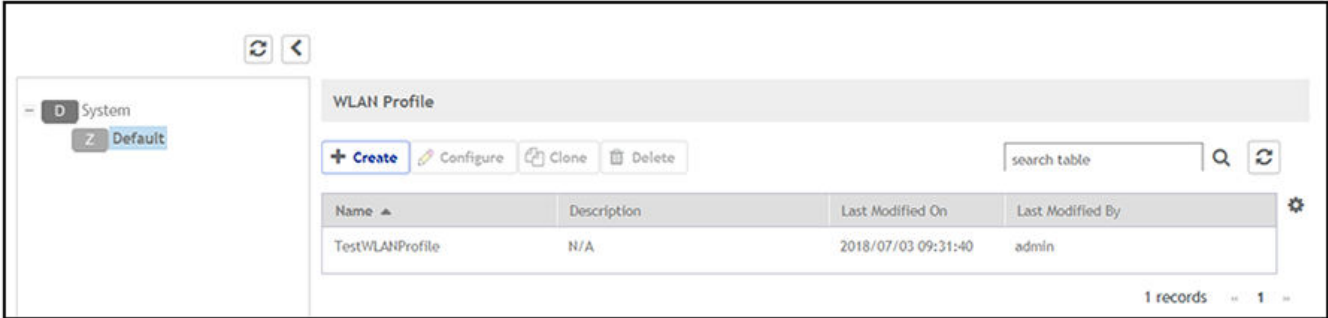 D System
Z Default
WLAN Profile
+ Create Configure Clone Delete
search table
Name Description Last Modified On Last Modified By
TestWLANProfile N/A 2018/07/03 09:31:40 admin
1 records « 1 »